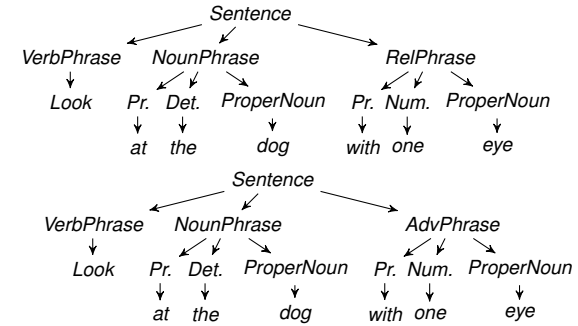 Sentence
VerbPhrase NounPhrase RelPhrase
Look Pr. Det. ProperNoun Pr. Num. ProperNoun
at the dog with one eye
Sentence
VerbPhrase NounPhrase AdvPhrase
Look Pr. Det. ProperNoun Pr. Num. ProperNoun
at the dog with one eye